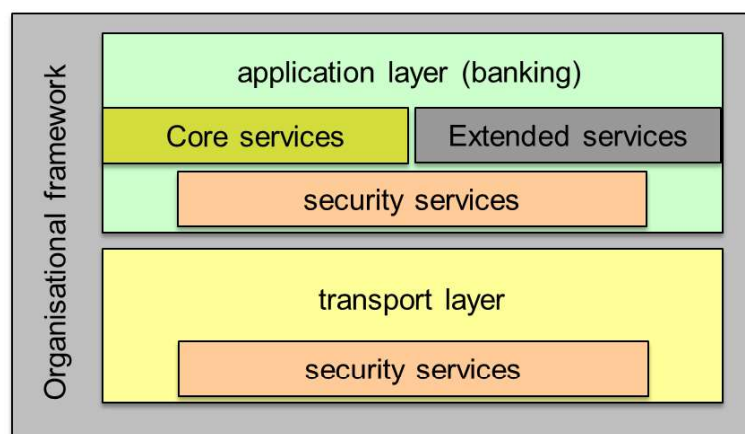 Organisational framework
application layer (banking)
Core services
Extended services
security services
transport layer
security services